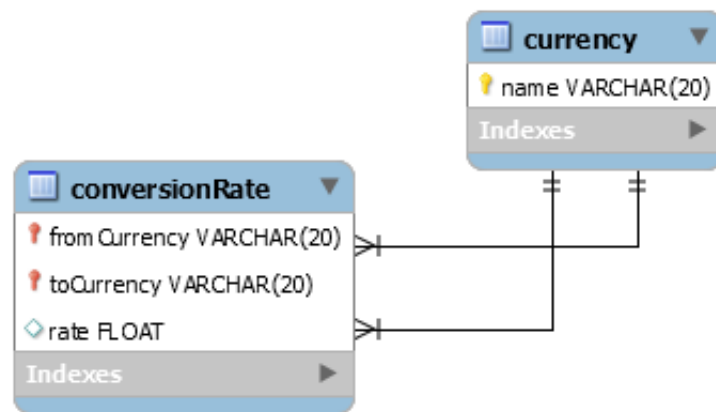 currency
name VARCHAR(20)
Indexes
conversionRate
fromCurrency VARCHAR(20)
toCurrency VARCHAR(20)
rate FLOAT
Indexes